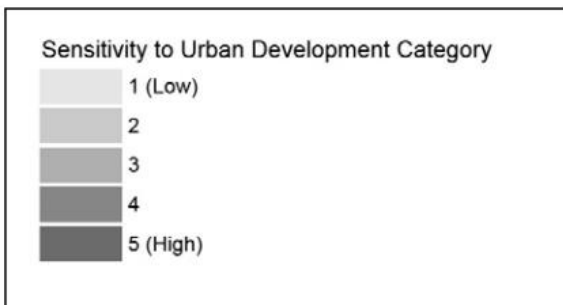 Sensitivity to Urban Development Category
1 (Low)
2
3
4
5 (High)